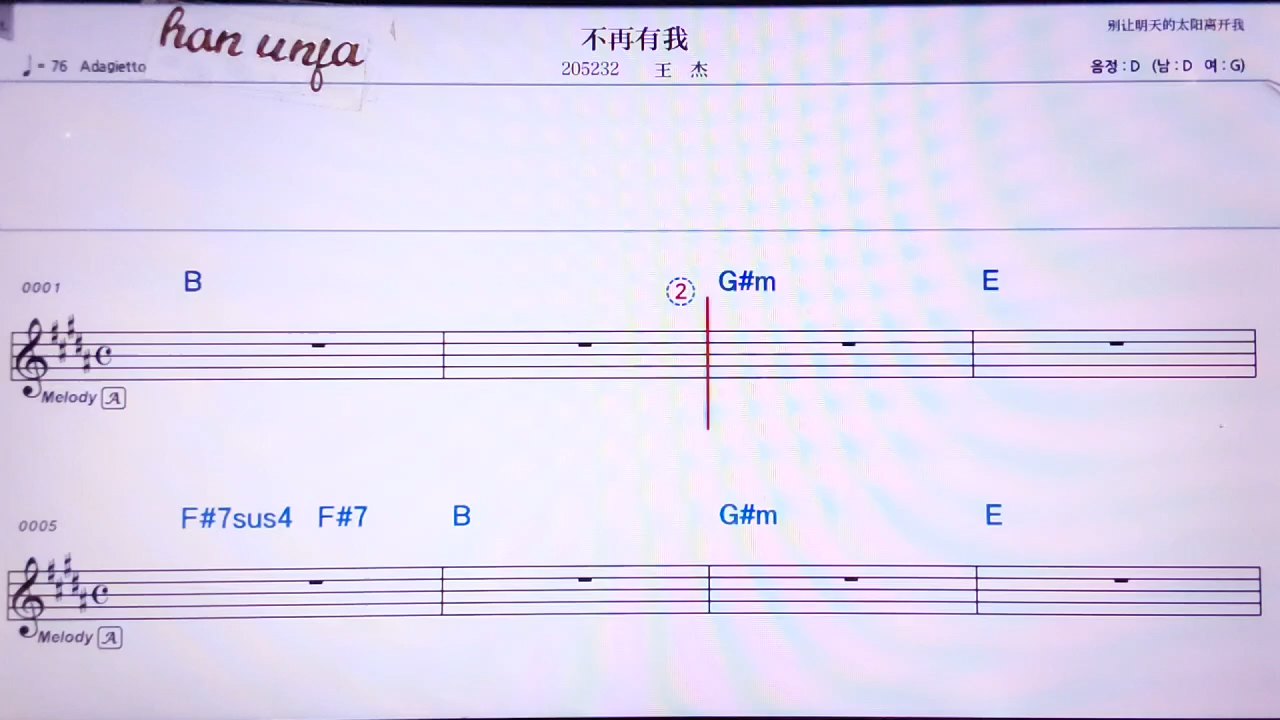 han unfa
不再有我
别让明天的太阳离开我
♩= 76 Adagietto
205232 王 杰
음정 : D (남 : D 여 : G)
0001 B ② G#m E
Melody A
0005 F#7sus4 F#7 B G#m E
Melody A